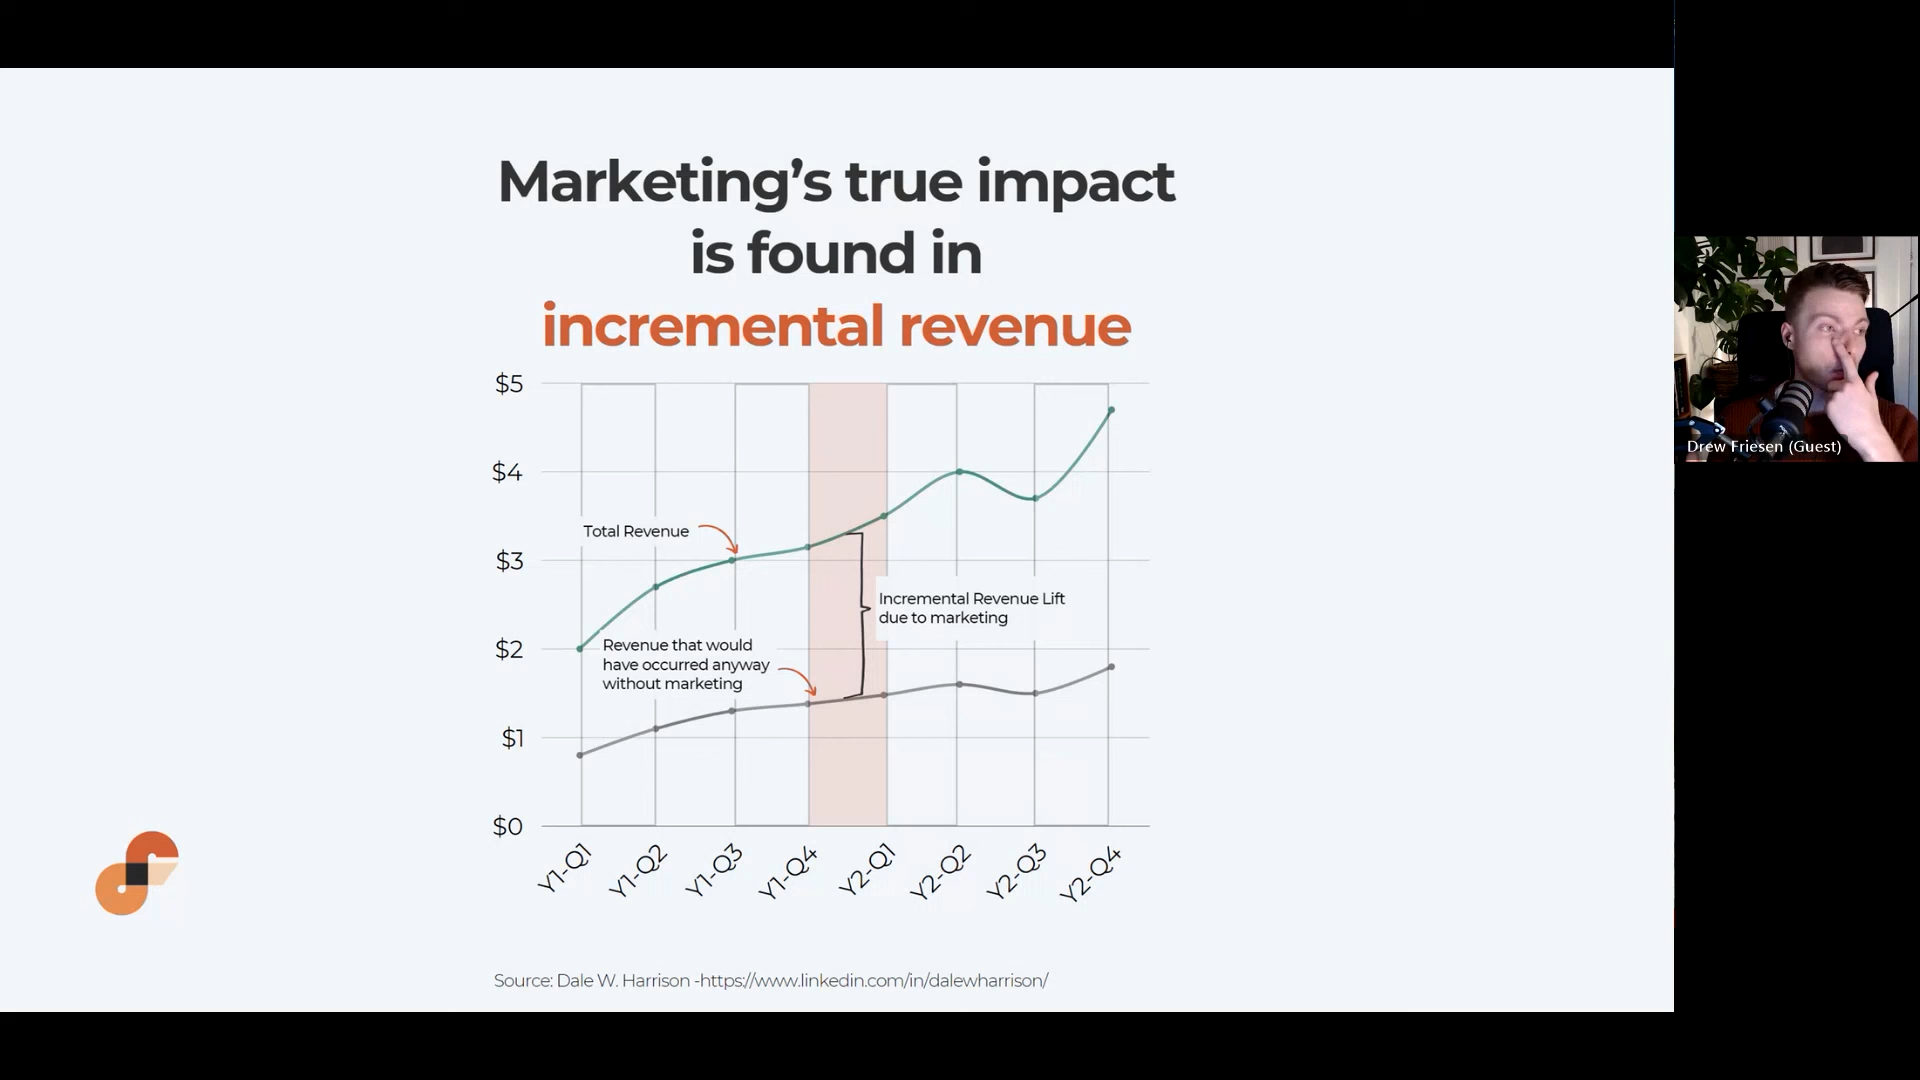 Marketing’s true impact
is found in
incremental revenue
$5
$4
$3
$2
$1
$0
Total Revenue
Revenue that would
have occurred anyway
without marketing
Incremental Revenue Lift
due to marketing
Y1-Q1
Y1-Q2
Y1-Q3
Y1-Q4
Y2-Q1
Y2-Q2
Y2-Q3
Y2-Q4
Source: Dale W. Harrison -https://www.linkedin.com/in/dalewharrison/
Drew Friesen (Guest)